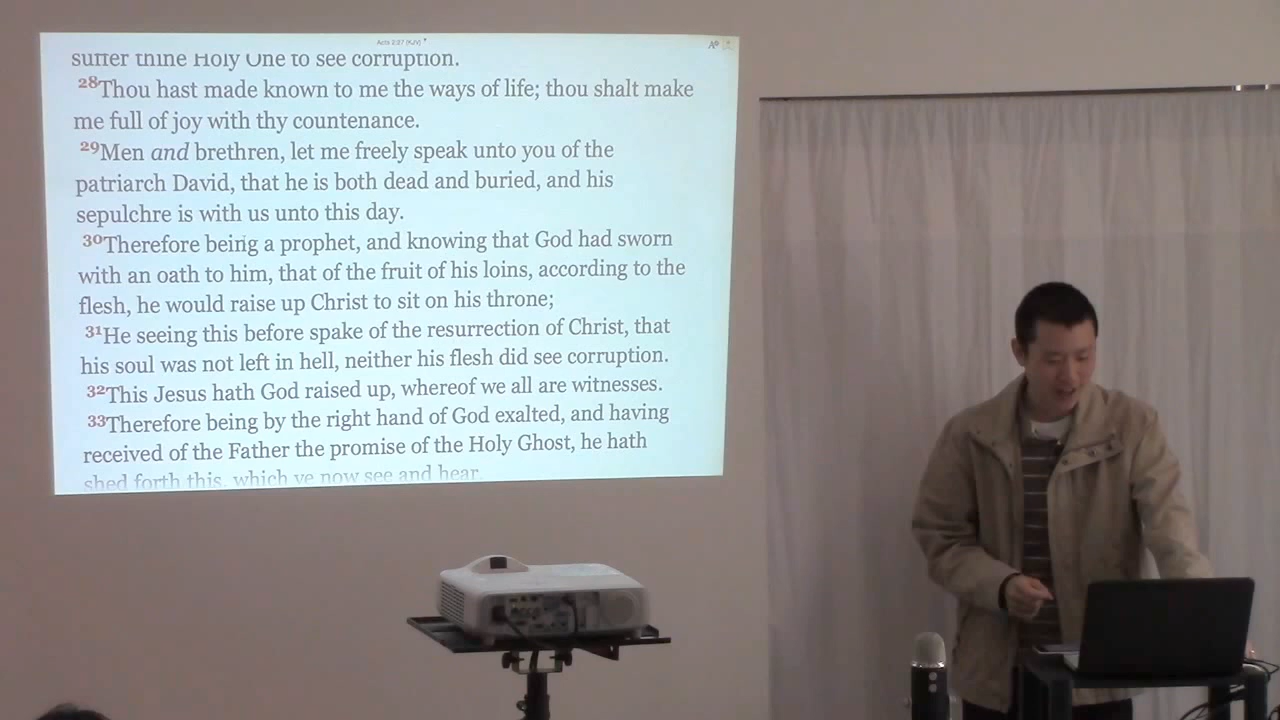 Acts 2:27 (KJV)
suffer thine Holy One to see corruption.
28Thou hast made known to me the ways of life; thou shalt make
me full of joy with thy countenance.
29Men and brethren, let me freely speak unto you of the
patriarch David, that he is both dead and buried, and his
sepulchre is with us unto this day.
30Therefore being a prophet, and knowing that God had sworn
with an oath to him, that of the fruit of his loins, according to the
flesh, he would raise up Christ to sit on his throne;
31He seeing this before spake of the resurrection of Christ, that
his soul was not left in hell, neither his flesh did see corruption.
32This Jesus hath God raised up, whereof we all are witnesses.
33Therefore being by the right hand of God exalted, and having
received of the Father the promise of the Holy Ghost, he hath
shed forth this, which ye now see and hear.